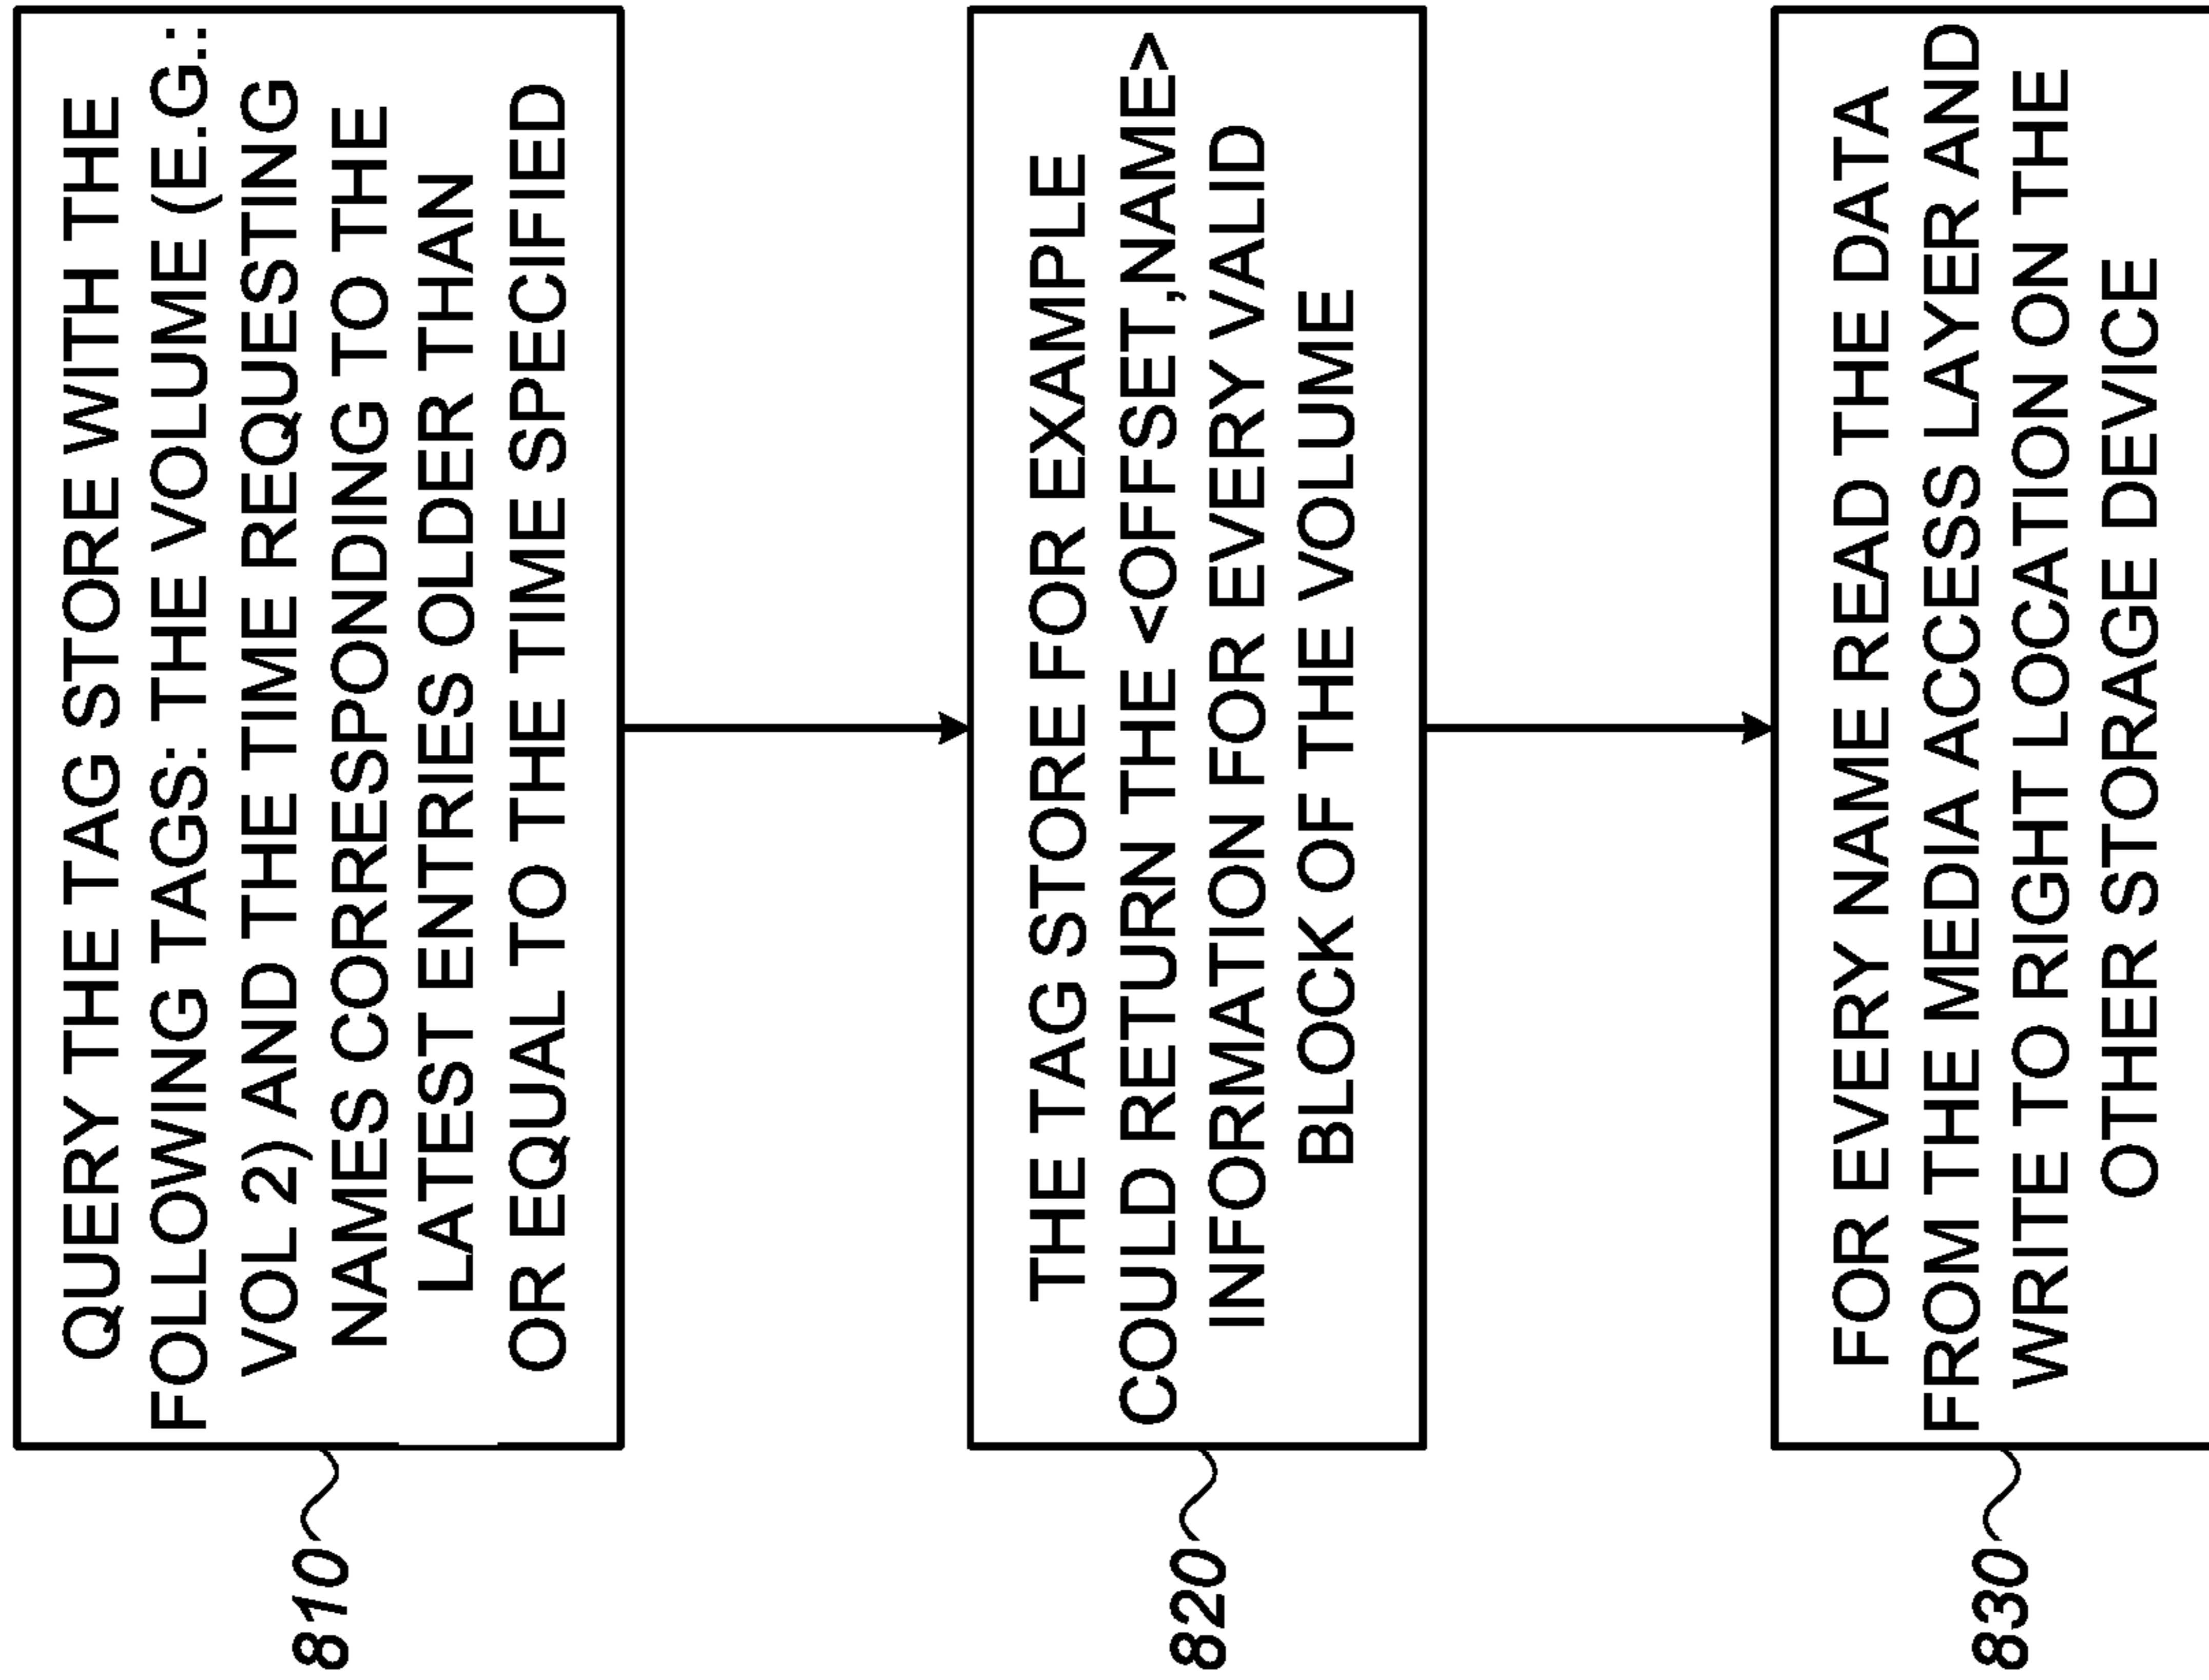 810
QUERY THE TAG STORE WITH THE
FOLLOWING TAGS: THE VOLUME (E.G.:
VOL 2) AND THE TIME REQUESTING
NAMES CORRESPONDING TO THE
LATEST ENTRIES OLDER THAN
OR EQUAL TO THE TIME SPECIFIED
820
THE TAG STORE FOR EXAMPLE
COULD RETURN THE <OFFSET,NAME>
INFORMATION FOR EVERY VALID
BLOCK OF THE VOLUME
830
FOR EVERY NAME READ THE DATA
FROM THE MEDIA ACCESS LAYER AND
WRITE TO RIGHT LOCATION ON THE
OTHER STORAGE DEVICE